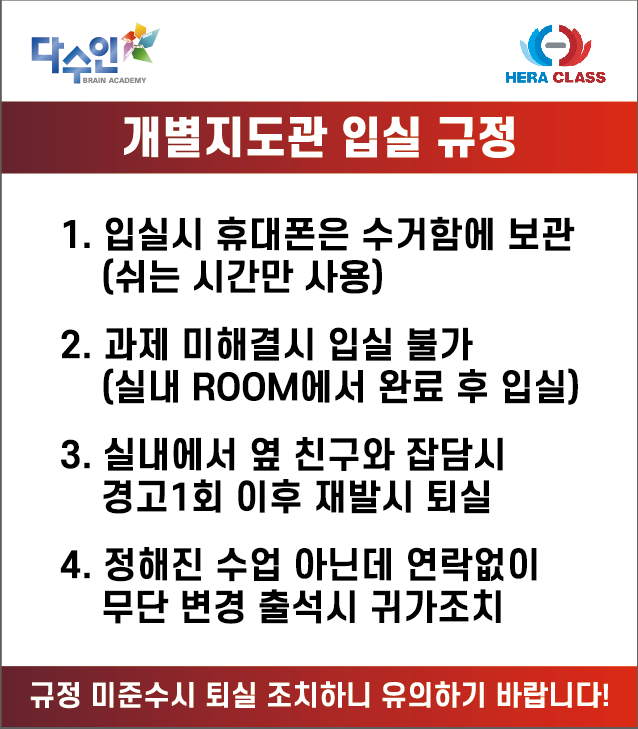 다수인
BRAIN ACADEMY
HERA CLASS
개별지도관 입실 규정
1. 입실시 휴대폰은 수거함에 보관
(쉬는 시간만 사용)
2. 과제 미해결시 입실 불가
(실내 ROOM에서 완료 후 입실)
3. 실내에서 옆 친구와 잡담시
경고1회 이후 재발시 퇴실
4. 정해진 수업 아닌데 연락없이
무단 변경 출석시 귀가조치
규정 미준수시 퇴실 조치하니 유의하기 바랍니다!